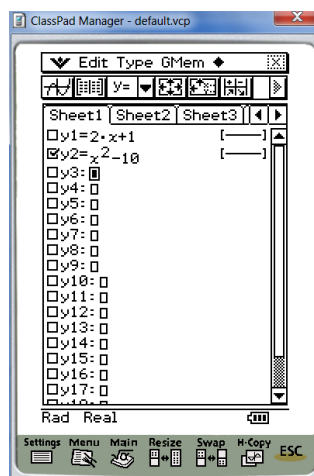 ClassPad Manager - default.vcp
Edit Type GMem
y=
Sheet1 Sheet2 Sheet3
y1=2·x+1 [—]
y2=x²-10 [—]
y3:
y4:
y5:
y6:
y7:
y8:
y9:
y10:
y11:
y12:
y13:
y14:
y15:
y16:
y17:
Rad Real
Settings Menu Main Resize Swap H-Copy ESC